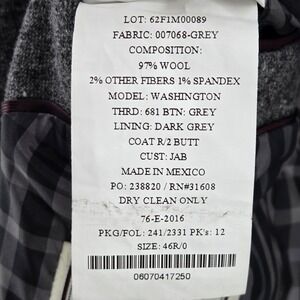 LOT: 62F1M00089
FABRIC: 007068-GREY
COMPOSITION:
97% WOOL
2% OTHER FIBERS 1% SPANDEX
MODEL: WASHINGTON
THRD: 681 BTN: GREY
LINING: DARK GREY
COAT R/2 BUTT
CUST: JAB
MADE IN MEXICO
PO: 238820 / RN#31608
DRY CLEAN ONLY
76-E-2016
PKG/FOL: 241/2331 PK's: 12
SIZE: 46R/0
06070417250